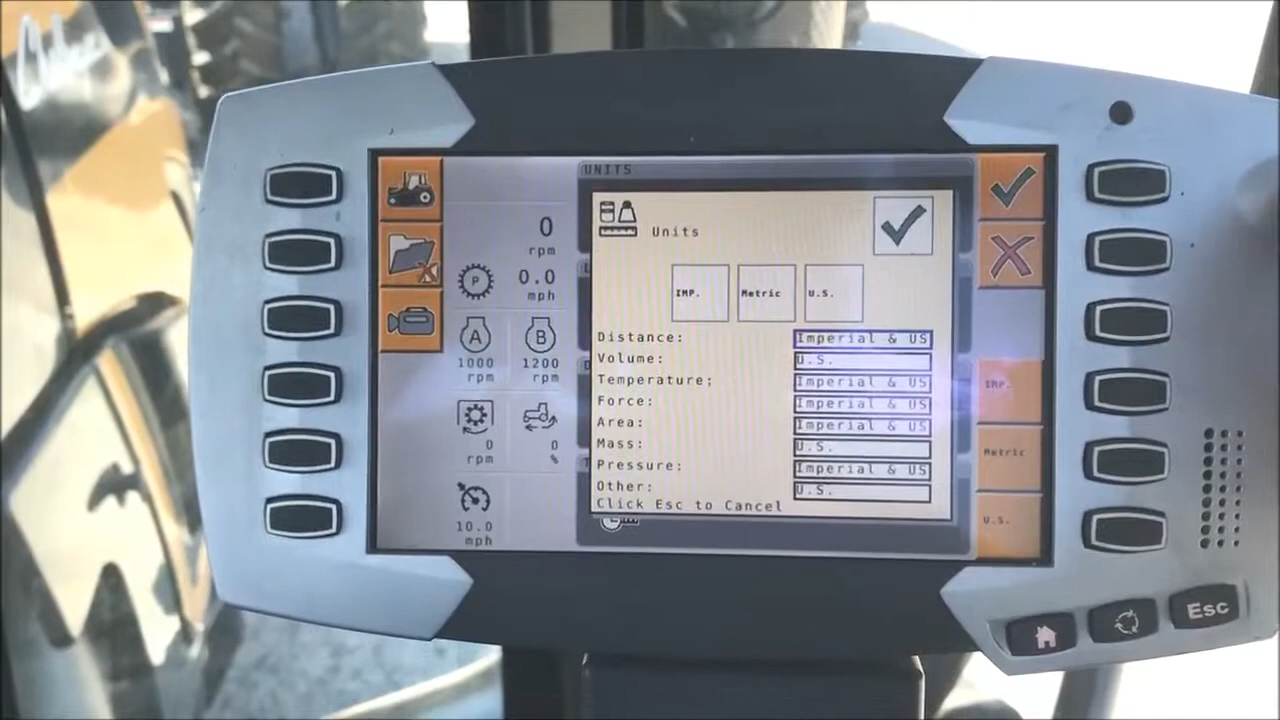 UNITS
Units
IMP.
Metric
U.S.
Distance: Imperial & US
Volume: U.S.
Temperature: Imperial & US
Force: Imperial & US
Area: Imperial & US
Mass: U.S.
Pressure: Imperial & US
Other: U.S.
Click Esc to Cancel
0
rpm
P
0.0
mph
A
B
1000
1200
rpm
rpm
0
0
rpm
%
10.0
mph
IMP.
Metric
U.S.
Esc